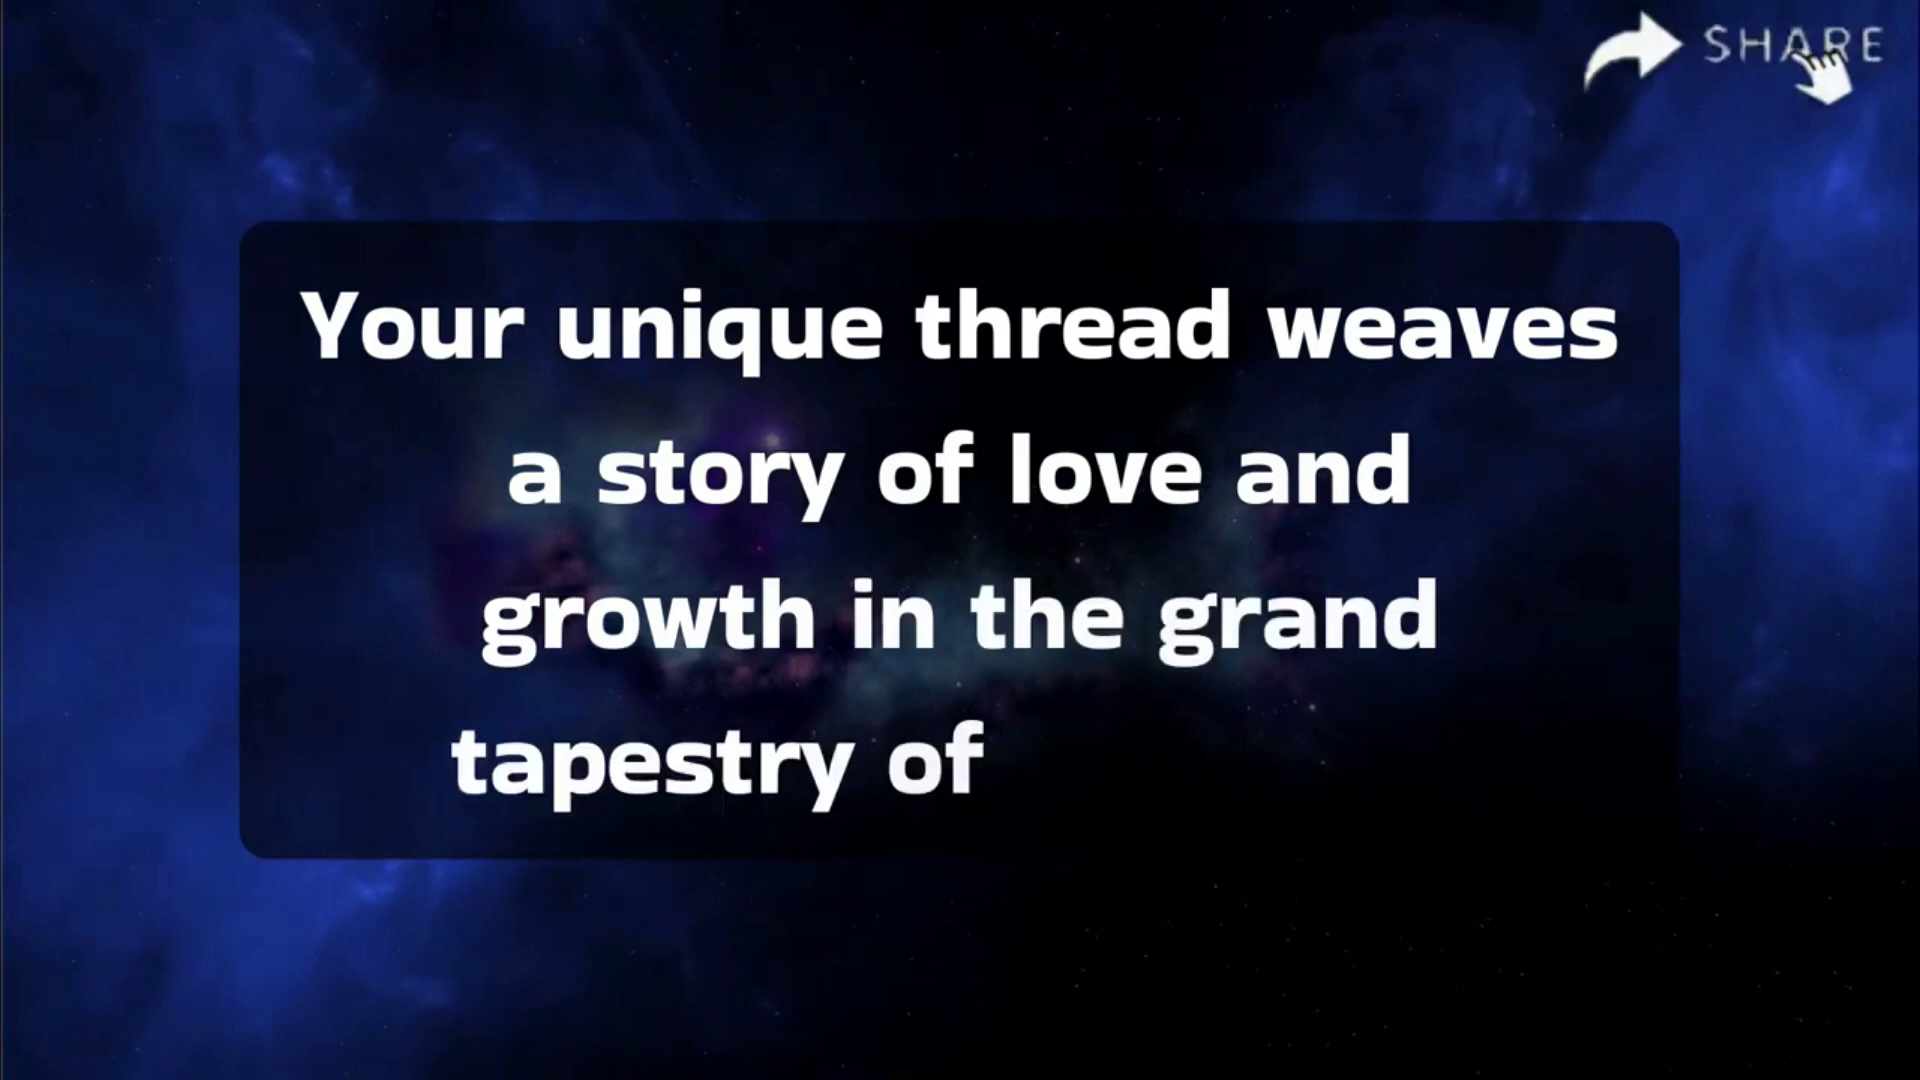 SHARE
Your unique thread weaves
a story of love and
growth in the grand
tapestry of